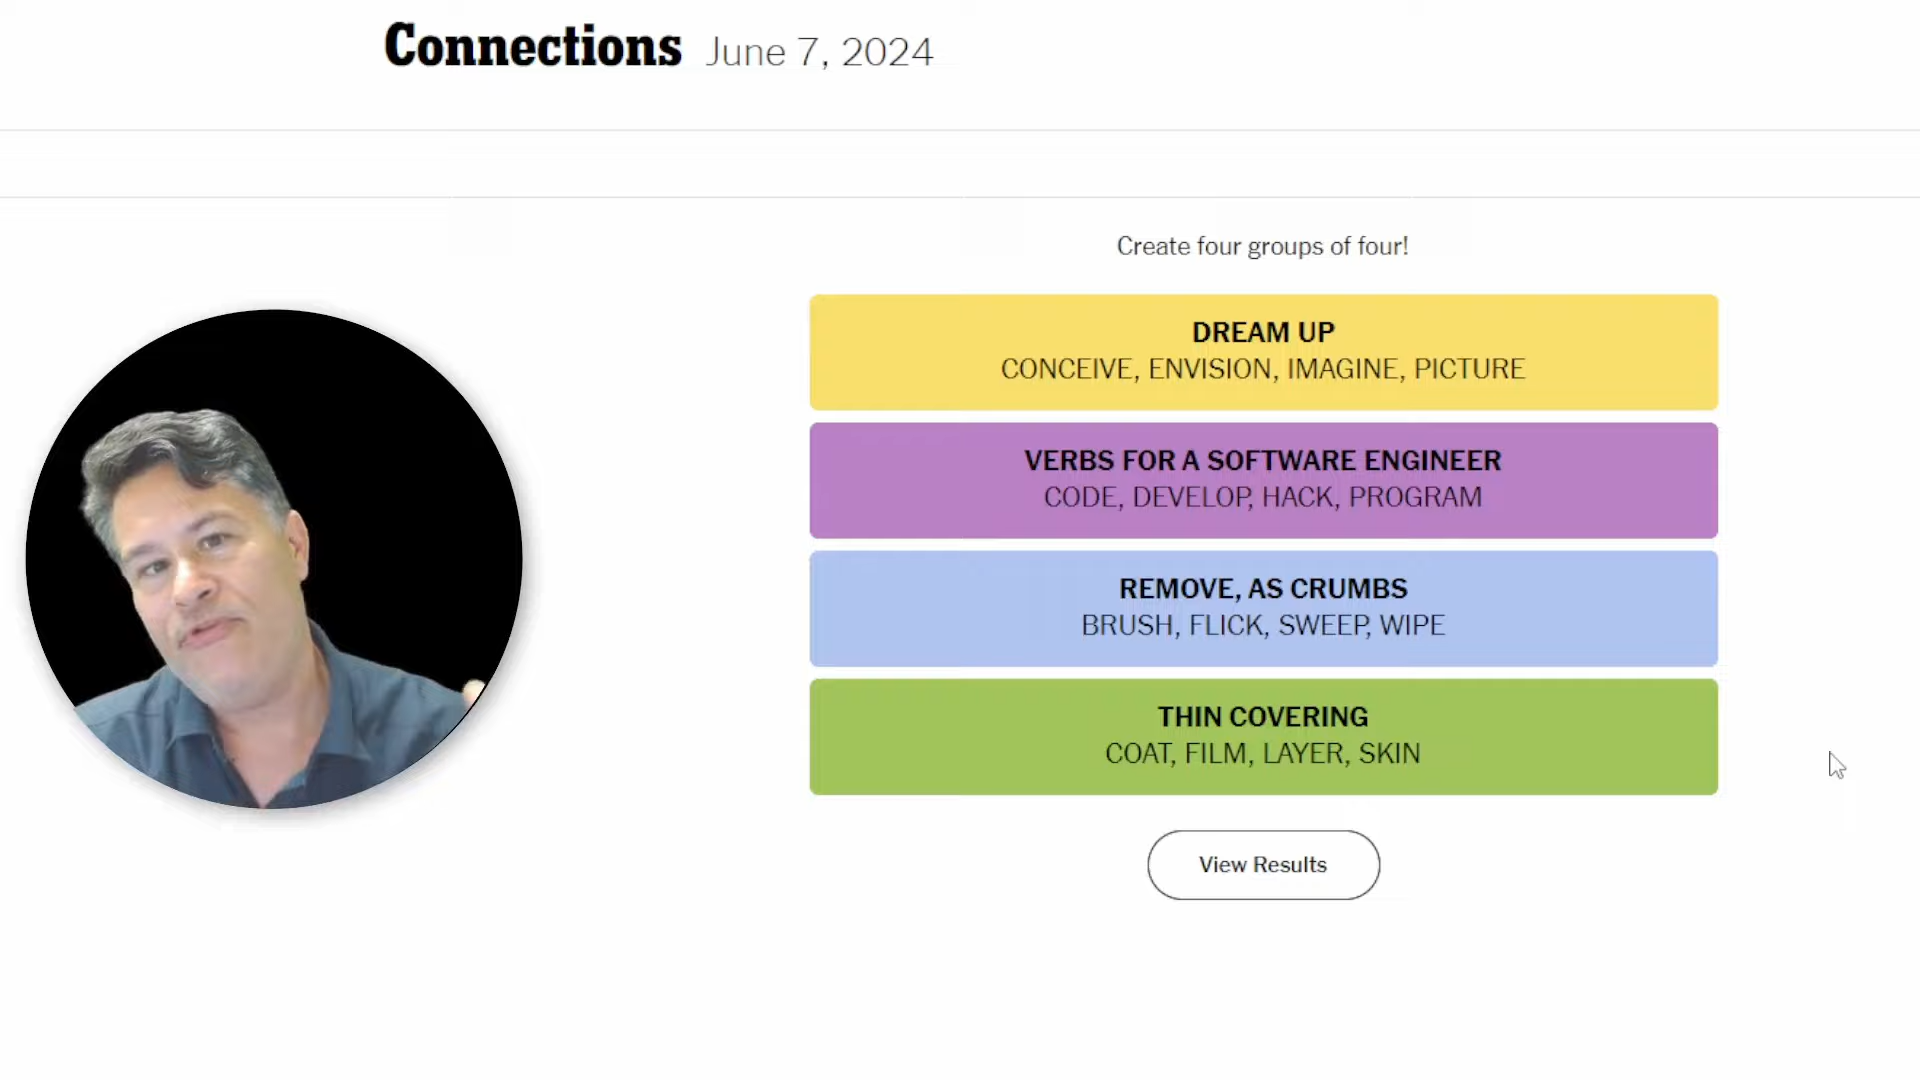 Connections June 7, 2024
Create four groups of four!
DREAM UP
CONCEIVE, ENVISION, IMAGINE, PICTURE
VERBS FOR A SOFTWARE ENGINEER
CODE, DEVELOP, HACK, PROGRAM
REMOVE, AS CRUMBS
BRUSH, FLICK, SWEEP, WIPE
THIN COVERING
COAT, FILM, LAYER, SKIN
View Results